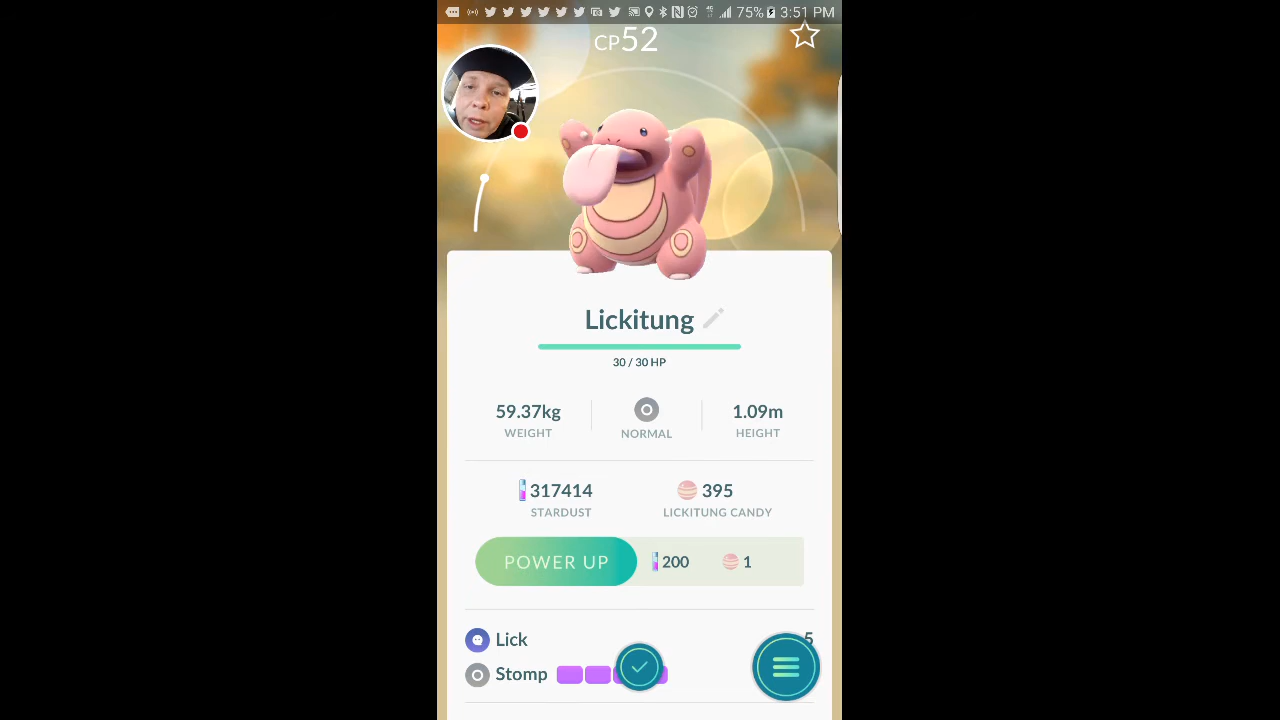 75% 3:51 PM
CP52
Lickitung
30 / 30 HP
59.37kg
WEIGHT
NORMAL
1.09m
HEIGHT
317414
STARDUST
395
LICKITUNG CANDY
POWER UP 200 1
Lick 5
Stomp